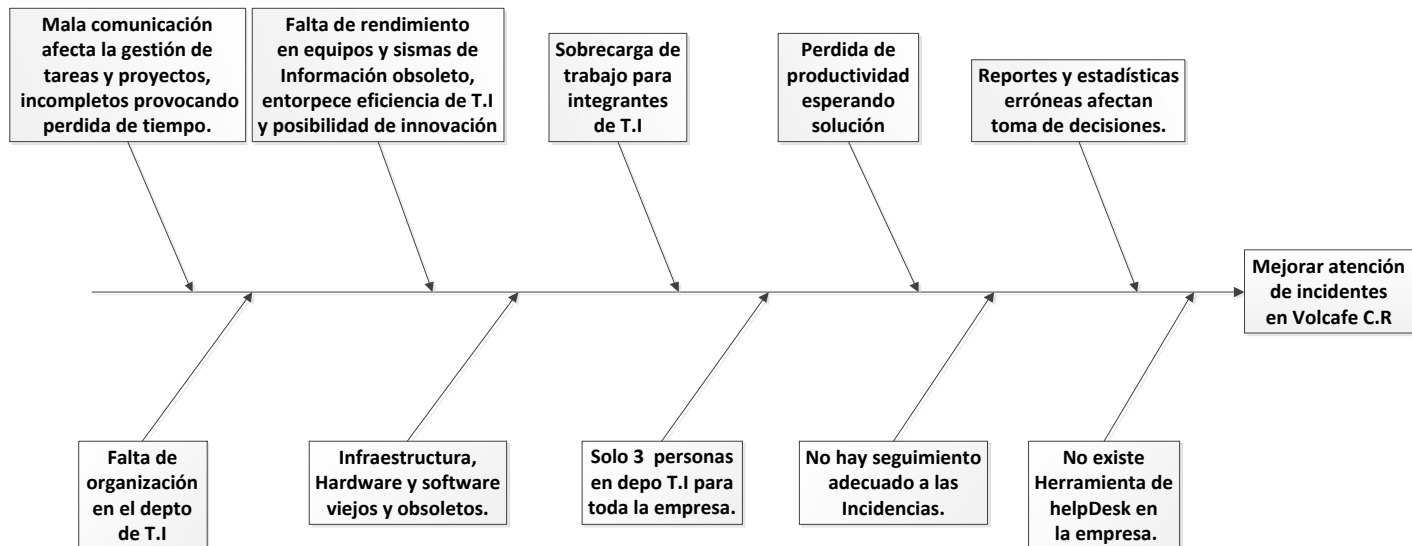 Mala comunicación
afecta la gestión de
tareas y proyectos,
incompletos provocando
perdida de tiempo.
Falta de rendimiento
en equipos y sismas de
Información obsoleto,
entorpece eficiencia de T.I
y posibilidad de innovación
Sobrecarga de
trabajo para
integrantes
de T.I
Perdida de
productividad
esperando
solución
Reportes y estadísticas
erróneas afectan
toma de decisiones.
Mejorar atención
de incidentes
en Volcafe C.R
Falta de
organización
en el depto
de T.I
Infraestructura,
Hardware y software
viejos y obsoletos.
Solo 3 personas
en depo T.I para
toda la empresa.
No hay seguimiento
adecuado a las
Incidencias.
No existe
Herramienta de
helpDesk en
la empresa.